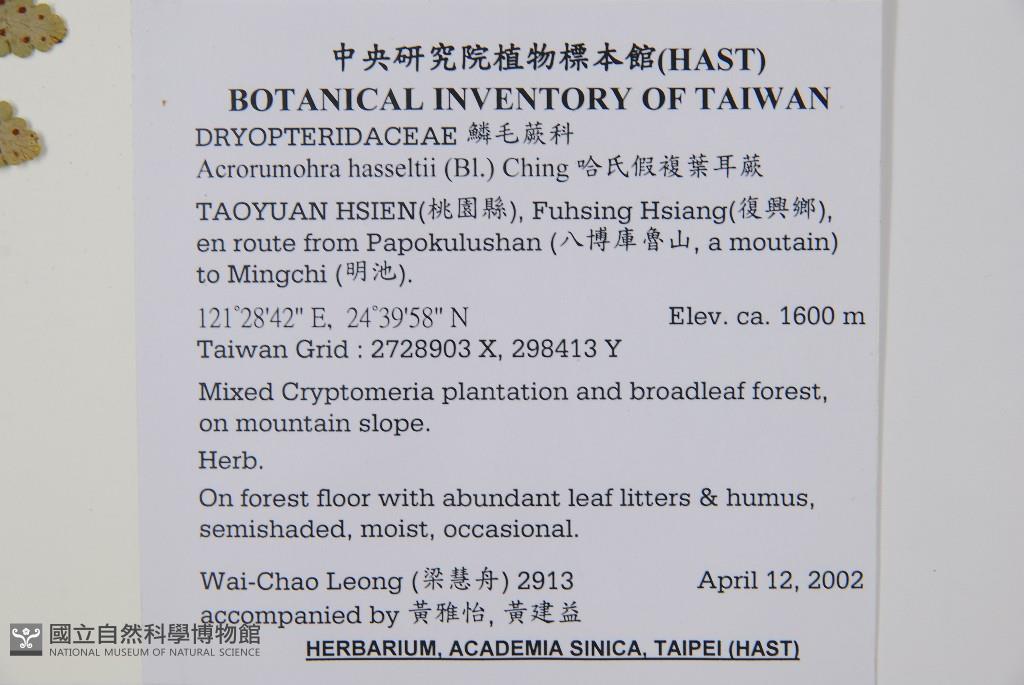 中央研究院植物標本館(HAST)
BOTANICAL INVENTORY OF TAIWAN
DRYOPTERIDACEAE 鱗毛蕨科
Acrorumohra hasseltii (Bl.) Ching 哈氏假複葉耳蕨
TAOYUAN HSIEN(桃園縣), Fuhsing Hsiang(復興鄉),
en route from Papokulushan (八博庫魯山, a moutain)
to Mingchi (明池).
121°28'42" E, 24°39'58" N Elev. ca. 1600 m
Taiwan Grid : 2728903 X, 298413 Y
Mixed Cryptomeria plantation and broadleaf forest,
on mountain slope.
Herb.
On forest floor with abundant leaf litters & humus,
semishaded, moist, occasional.
Wai-Chao Leong (梁慧舟) 2913 April 12, 2002
accompanied by 黃雅怡, 黃建益
HERBARIUM, ACADEMIA SINICA, TAIPEI (HAST)
國立自然科學博物館
NATIONAL MUSEUM OF NATURAL SCIENCE